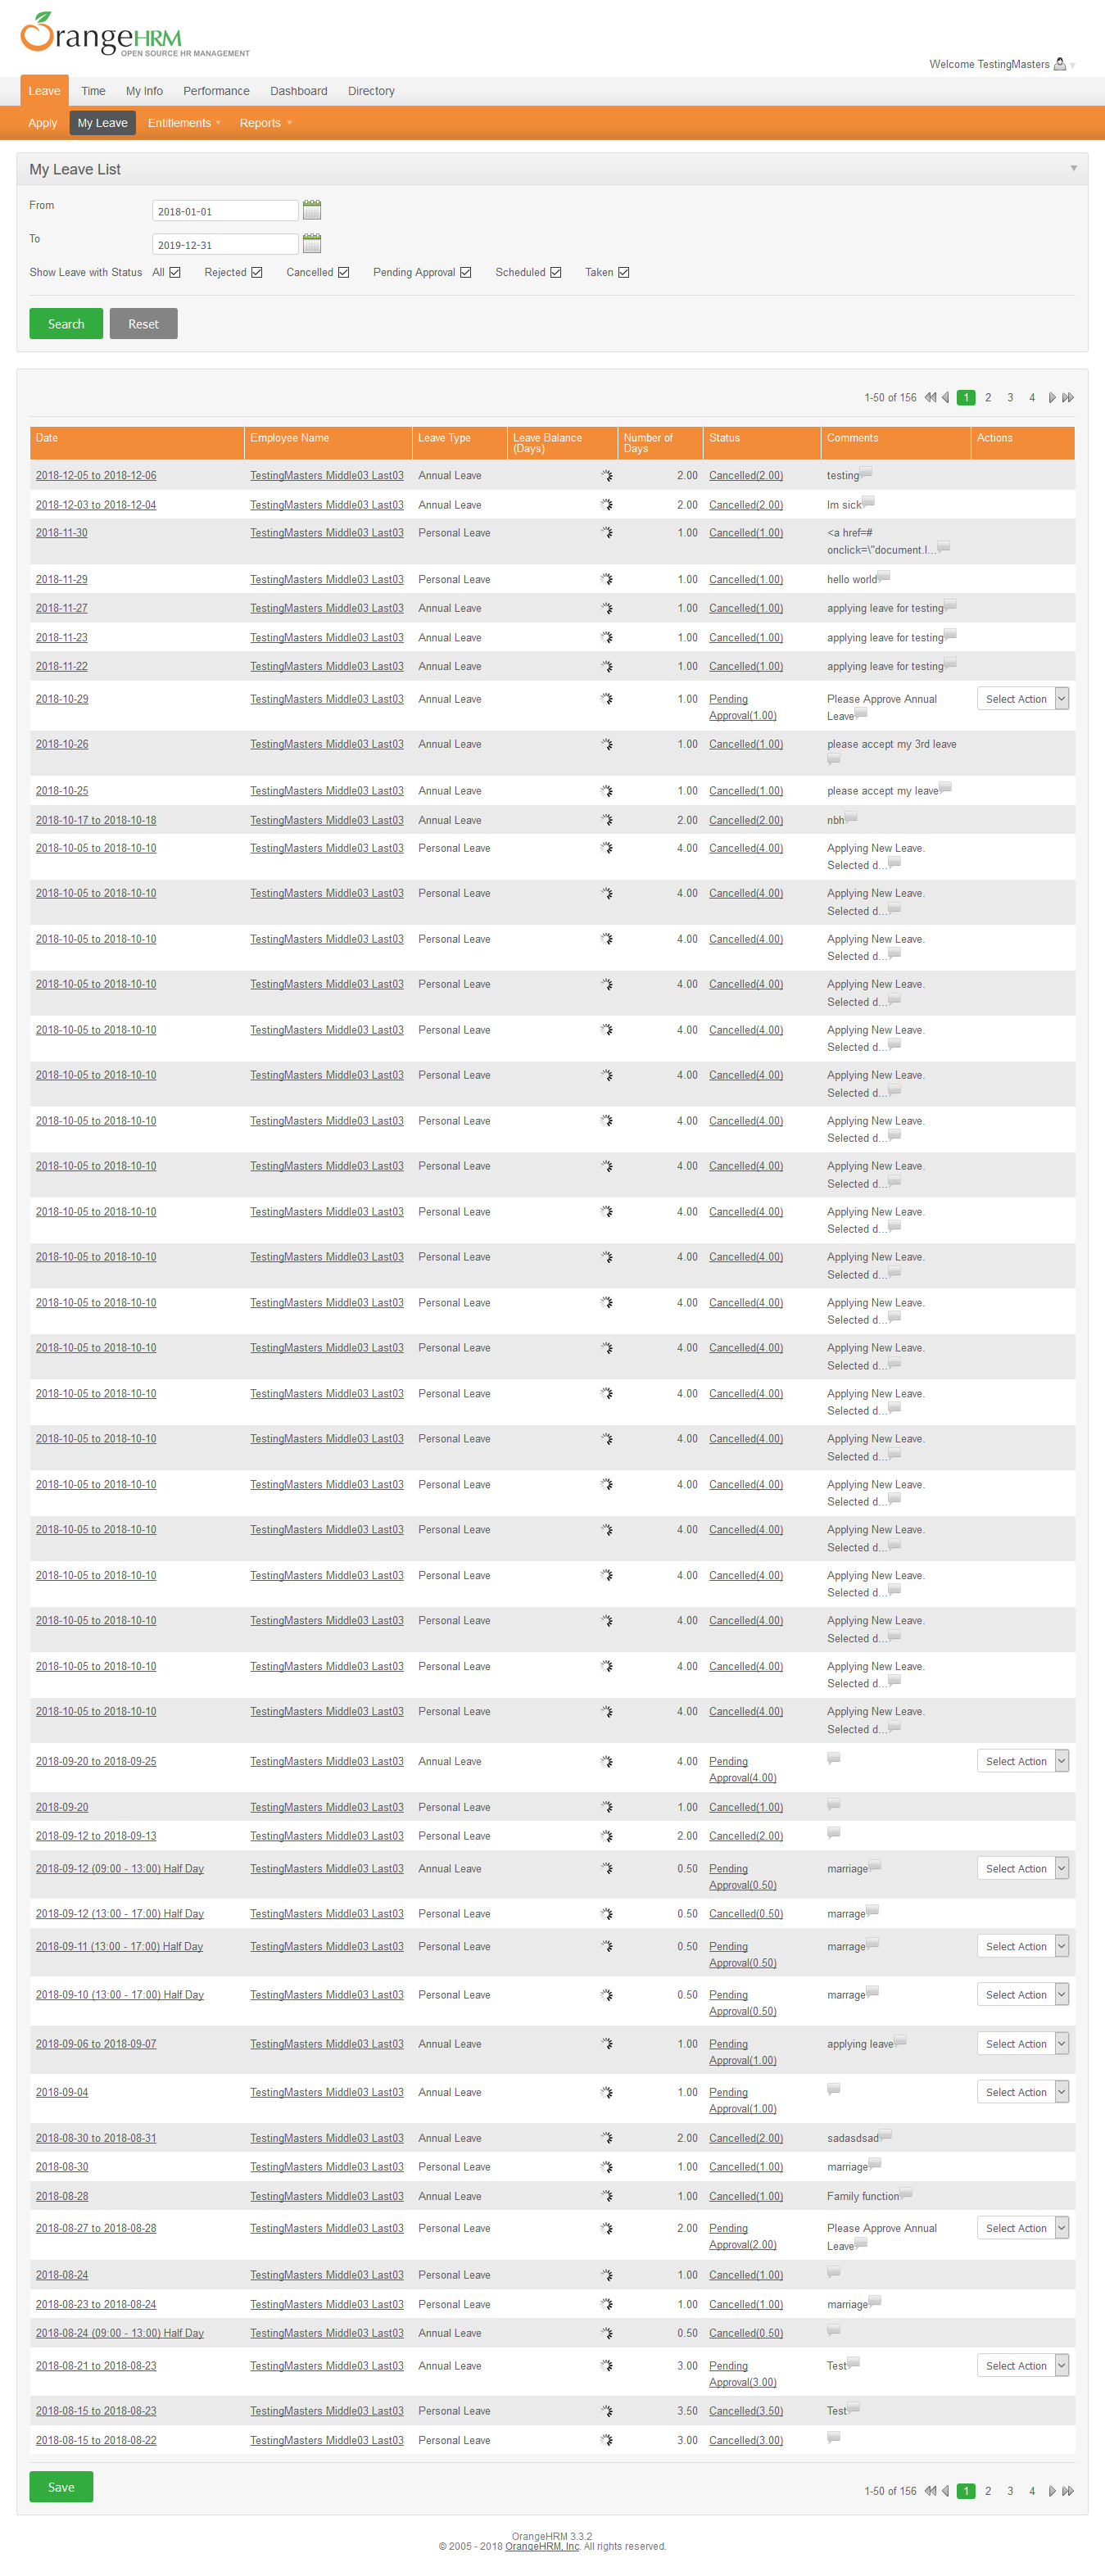 OrangeHRM
OPEN SOURCE HR MANAGEMENT
Welcome TestingMasters
Leave Time My Info Performance Dashboard Directory
Apply My Leave Entitlements Reports
My Leave List
From 2018-01-01
To 2019-12-31
Show Leave with Status All Rejected Cancelled Pending Approval Scheduled Taken
Search Reset
1-50 of 156 1 2 3 4
Date Employee Name Leave Type Leave Balance Number of Status Comments Actions
(Days) Days
2018-12-05 to 2018-12-06 TestingMasters Middle03 Last03 Annual Leave 2.00 Cancelled(2.00) testing
2018-12-03 to 2018-12-04 TestingMasters Middle03 Last03 Annual Leave 2.00 Cancelled(2.00) Im sick
2018-11-30 TestingMasters Middle03 Last03 Personal Leave 1.00 Cancelled(1.00) <a href=#
onclick=\"document.l...
2018-11-29 TestingMasters Middle03 Last03 Personal Leave 1.00 Cancelled(1.00) hello world
2018-11-27 TestingMasters Middle03 Last03 Annual Leave 1.00 Cancelled(1.00) applying leave for testing
2018-11-23 TestingMasters Middle03 Last03 Annual Leave 1.00 Cancelled(1.00) applying leave for testing
2018-11-22 TestingMasters Middle03 Last03 Annual Leave 1.00 Cancelled(1.00) applying leave for testing
2018-10-29 TestingMasters Middle03 Last03 Annual Leave 1.00 Pending Please Approve Annual Select Action
Approval(1.00) Leave
2018-10-26 TestingMasters Middle03 Last03 Annual Leave 1.00 Cancelled(1.00) please accept my 3rd leave
2018-10-25 TestingMasters Middle03 Last03 Annual Leave 1.00 Cancelled(1.00) please accept my leave
2018-10-17 to 2018-10-18 TestingMasters Middle03 Last03 Annual Leave 2.00 Cancelled(2.00) nbh
2018-10-05 to 2018-10-10 TestingMasters Middle03 Last03 Personal Leave 4.00 Cancelled(4.00) Applying New Leave.
Selected d...
2018-10-05 to 2018-10-10 TestingMasters Middle03 Last03 Personal Leave 4.00 Cancelled(4.00) Applying New Leave.
Selected d...
2018-10-05 to 2018-10-10 TestingMasters Middle03 Last03 Personal Leave 4.00 Cancelled(4.00) Applying New Leave.
Selected d...
2018-10-05 to 2018-10-10 TestingMasters Middle03 Last03 Personal Leave 4.00 Cancelled(4.00) Applying New Leave.
Selected d...
2018-10-05 to 2018-10-10 TestingMasters Middle03 Last03 Personal Leave 4.00 Cancelled(4.00) Applying New Leave.
Selected d...
2018-10-05 to 2018-10-10 TestingMasters Middle03 Last03 Personal Leave 4.00 Cancelled(4.00) Applying New Leave.
Selected d...
2018-10-05 to 2018-10-10 TestingMasters Middle03 Last03 Personal Leave 4.00 Cancelled(4.00) Applying New Leave.
Selected d...
2018-10-05 to 2018-10-10 TestingMasters Middle03 Last03 Personal Leave 4.00 Cancelled(4.00) Applying New Leave.
Selected d...
2018-10-05 to 2018-10-10 TestingMasters Middle03 Last03 Personal Leave 4.00 Cancelled(4.00) Applying New Leave.
Selected d...
2018-10-05 to 2018-10-10 TestingMasters Middle03 Last03 Personal Leave 4.00 Cancelled(4.00) Applying New Leave.
Selected d...
2018-10-05 to 2018-10-10 TestingMasters Middle03 Last03 Personal Leave 4.00 Cancelled(4.00) Applying New Leave.
Selected d...
2018-10-05 to 2018-10-10 TestingMasters Middle03 Last03 Personal Leave 4.00 Cancelled(4.00) Applying New Leave.
Selected d...
2018-10-05 to 2018-10-10 TestingMasters Middle03 Last03 Personal Leave 4.00 Cancelled(4.00) Applying New Leave.
Selected d...
2018-10-05 to 2018-10-10 TestingMasters Middle03 Last03 Personal Leave 4.00 Cancelled(4.00) Applying New Leave.
Selected d...
2018-10-05 to 2018-10-10 TestingMasters Middle03 Last03 Personal Leave 4.00 Cancelled(4.00) Applying New Leave.
Selected d...
2018-10-05 to 2018-10-10 TestingMasters Middle03 Last03 Personal Leave 4.00 Cancelled(4.00) Applying New Leave.
Selected d...
2018-10-05 to 2018-10-10 TestingMasters Middle03 Last03 Personal Leave 4.00 Cancelled(4.00) Applying New Leave.
Selected d...
2018-10-05 to 2018-10-10 TestingMasters Middle03 Last03 Personal Leave 4.00 Cancelled(4.00) Applying New Leave.
Selected d...
2018-10-05 to 2018-10-10 TestingMasters Middle03 Last03 Personal Leave 4.00 Cancelled(4.00) Applying New Leave.
Selected d...
2018-10-05 to 2018-10-10 TestingMasters Middle03 Last03 Personal Leave 4.00 Cancelled(4.00) Applying New Leave.
Selected d...
2018-09-20 to 2018-09-25 TestingMasters Middle03 Last03 Annual Leave 4.00 Pending Select Action
Approval(4.00)
2018-09-20 TestingMasters Middle03 Last03 Personal Leave 1.00 Cancelled(1.00)
2018-09-12 to 2018-09-13 TestingMasters Middle03 Last03 Personal Leave 2.00 Cancelled(2.00)
2018-09-12 (09:00 - 13:00) Half Day TestingMasters Middle03 Last03 Annual Leave 0.50 Pending marriage Select Action
Approval(0.50)
2018-09-12 (13:00 - 17:00) Half Day TestingMasters Middle03 Last03 Personal Leave 0.50 Cancelled(0.50) marrage
2018-09-11 (13:00 - 17:00) Half Day TestingMasters Middle03 Last03 Personal Leave 0.50 Pending marrage Select Action
Approval(0.50)
2018-09-10 (13:00 - 17:00) Half Day TestingMasters Middle03 Last03 Personal Leave 0.50 Pending marrage Select Action
Approval(0.50)
2018-09-06 to 2018-09-07 TestingMasters Middle03 Last03 Annual Leave 1.00 Pending applying leave Select Action
Approval(1.00)
2018-09-04 TestingMasters Middle03 Last03 Annual Leave 1.00 Pending Select Action
Approval(1.00)
2018-08-30 to 2018-08-31 TestingMasters Middle03 Last03 Annual Leave 2.00 Cancelled(2.00) sadasdsad
2018-08-30 TestingMasters Middle03 Last03 Personal Leave 1.00 Cancelled(1.00) marriage
2018-08-28 TestingMasters Middle03 Last03 Annual Leave 1.00 Cancelled(1.00) Family function
2018-08-27 to 2018-08-28 TestingMasters Middle03 Last03 Personal Leave 2.00 Pending Please Approve Annual Select Action
Approval(2.00) Leave
2018-08-24 TestingMasters Middle03 Last03 Personal Leave 1.00 Cancelled(1.00)
2018-08-23 to 2018-08-24 TestingMasters Middle03 Last03 Personal Leave 1.00 Cancelled(1.00) marriage
2018-08-24 (09:00 - 13:00) Half Day TestingMasters Middle03 Last03 Annual Leave 0.50 Cancelled(0.50)
2018-08-21 to 2018-08-23 TestingMasters Middle03 Last03 Annual Leave 3.00 Pending Test Select Action
Approval(3.00)
2018-08-15 to 2018-08-23 TestingMasters Middle03 Last03 Personal Leave 3.50 Cancelled(3.50) Test
2018-08-15 to 2018-08-22 TestingMasters Middle03 Last03 Personal Leave 3.00 Cancelled(3.00)
Save 1-50 of 156 1 2 3 4
OrangeHRM 3.3.2
© 2005 - 2018 OrangeHRM, Inc. All rights reserved.